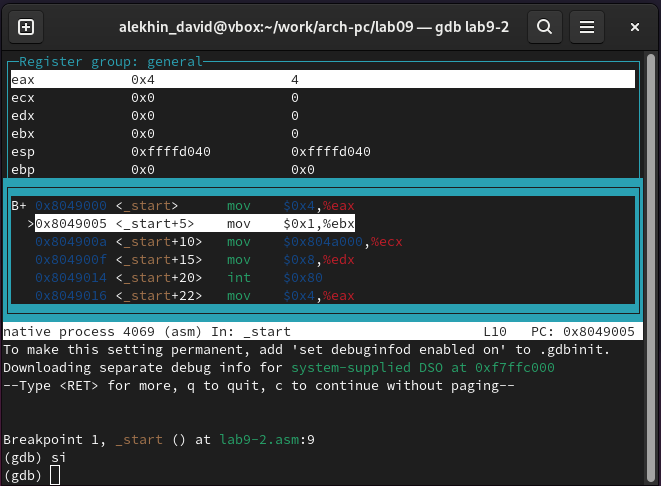 alekhin_david@vbox:~/work/arch-pc/lab09 — gdb lab9-2
Register group: general
eax 0x4 4
ecx 0x0 0
edx 0x0 0
ebx 0x0 0
esp 0xffffd040 0xffffd040
ebp 0x0 0x0
B+ 0x8049000 <_start> mov $0x4,%eax
>0x8049005 <_start+5> mov $0x1,%ebx
0x804900a <_start+10> mov $0x804a000,%ecx
0x804900f <_start+15> mov $0x8,%edx
0x8049014 <_start+20> int $0x80
0x8049016 <_start+22> mov $0x4,%eax
native process 4069 (asm) In: _start L10 PC: 0x8049005
To make this setting permanent, add 'set debuginfod enabled on' to .gdbinit.
Downloading separate debug info for system-supplied DSO at 0xf7ffc000
--Type <RET> for more, q to quit, c to continue without paging--
Breakpoint 1, _start () at lab9-2.asm:9
(gdb) si
(gdb)